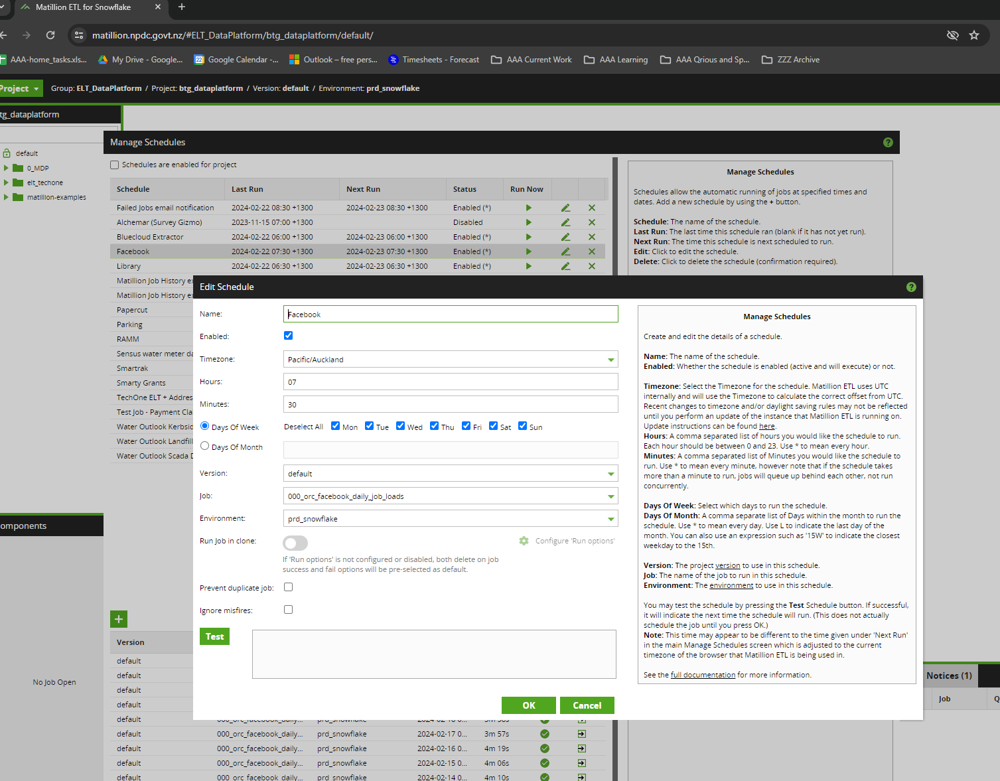 Matillion ETL for Snowflake
matillion.npdc.govt.nz/#ELT_DataPlatform/btg_dataplatform/default/
AAA-home_tasks.xls... My Drive - Google... Google Calendar -... Outlook – free pers... Timesheets - Forecast AAA Current Work AAA Learning AAA Qrious and Sp... ZZZ Archive
Project Group: ELT_DataPlatform / Project: btg_dataplatform / Version: default / Environment: prd_snowflake
tg_dataplatform
default
0_MDP
elt_techone
matillion-examples
omponents
No Job Open
Manage Schedules
Schedules are enabled for project
Schedule Last Run Next Run Status Run Now
Failed Jobs email notification 2024-02-22 08:30 +1300 2024-02-23 08:30 +1300 Enabled (*)
Alchemar (Survey Gizmo) 2023-11-15 07:00 +1300 Disabled
Bluecloud Extractor 2024-02-22 06:00 +1300 2024-02-23 06:00 +1300 Enabled (*)
Facebook 2024-02-22 07:30 +1300 2024-02-23 07:30 +1300 Enabled (*)
Library 2024-02-22 06:30 +1300 2024-02-23 06:30 +1300 Enabled (*)
Matillion Job History ex
Matillion Job History ex
Papercut
Parking
RAMM
Sensus water meter da
Smartrak
Smarty Grants
TechOne ELT + Addres
Test Job - Payment Clai
Water Outlook Kerbsid
Water Outlook Landfill
Water Outlook Scada D
Manage Schedules
Schedules allow the automatic running of jobs at specified times and
dates. Add a new schedule by using the + button.
Schedule: The name of the schedule.
Last Run: The last time this schedule ran (blank if it has not yet run).
Next Run: The time this schedule is next scheduled to run.
Edit: Click to edit the schedule.
Delete: Click to delete the schedule (confirmation required).
Edit Schedule
Name: Facebook
Enabled:
Timezone: Pacific/Auckland
Hours: 07
Minutes: 30
Days Of Week Deselect All Mon Tue Wed Thu Fri Sat Sun
Days Of Month
Version: default
Job: 000_orc_facebook_daily_job_loads
Environment: prd_snowflake
Run Job in clone: Configure 'Run options'
If 'Run options' is not configured or disabled, both delete on job
success and fail options will be pre-selected as default.
Prevent duplicate job:
Ignore misfires:
Test
OK Cancel
Manage Schedules
Create and edit the details of a schedule.
Name: The name of the schedule.
Enabled: Whether the schedule is enabled (active and will execute) or not.
Timezone: Select the Timezone for the schedule. Matillion ETL uses UTC
internally and will use the Timezone to calculate the correct offset from UTC.
Recent changes to timezone and/or daylight saving rules may not be reflected
until you perform an update of the instance that Matillion ETL is running on.
Update instructions can be found here.
Hours: A comma separated list of hours you would like the schedule to run.
Each hour should be between 0 and 23. Use * to mean every hour.
Minutes: A comma separated list of Minutes you would like the schedule to
run. Use * to mean every minute, however note that if the schedule takes
more than a minute to run, jobs will queue up behind each other, not run
concurrently.
Days Of Week: Select which days to run the schedule.
Days Of Month: A comma separate list of Days within the month to run the
schedule. Use * to mean every day. Use L to indicate the last day of the
month. You can also use an expression such as '15W' to indicate the closest
weekday to the 15th.
Version: The project version to use in this schedule.
Job: The name of the job to run in this schedule.
Environment: The environment to use in this schedule.
You may test the schedule by pressing the Test Schedule button. If successful,
it will indicate the next time the schedule will run. (This does not actually
schedule the job until you press OK.)
Note: This time may appear to be different to the time given under 'Next Run'
in the main Manage Schedules screen which is adjusted to the current
timezone of the browser that Matillion ETL is being used in.
See the full documentation for more information.
Version
default
default
default
default
default
default 000_orc_facebook_daily... prd_snowflake 2024-02-17 0... 3m 57s
default 000_orc_facebook_daily... prd_snowflake 2024-02-16 0... 4m 19s
default 000_orc_facebook_daily... prd_snowflake 2024-02-15 0... 4m 06s
default 000_orc_facebook_daily... prd_snowflake 2024-02-14 0... 4m 10s
Notices (1)
Job Q